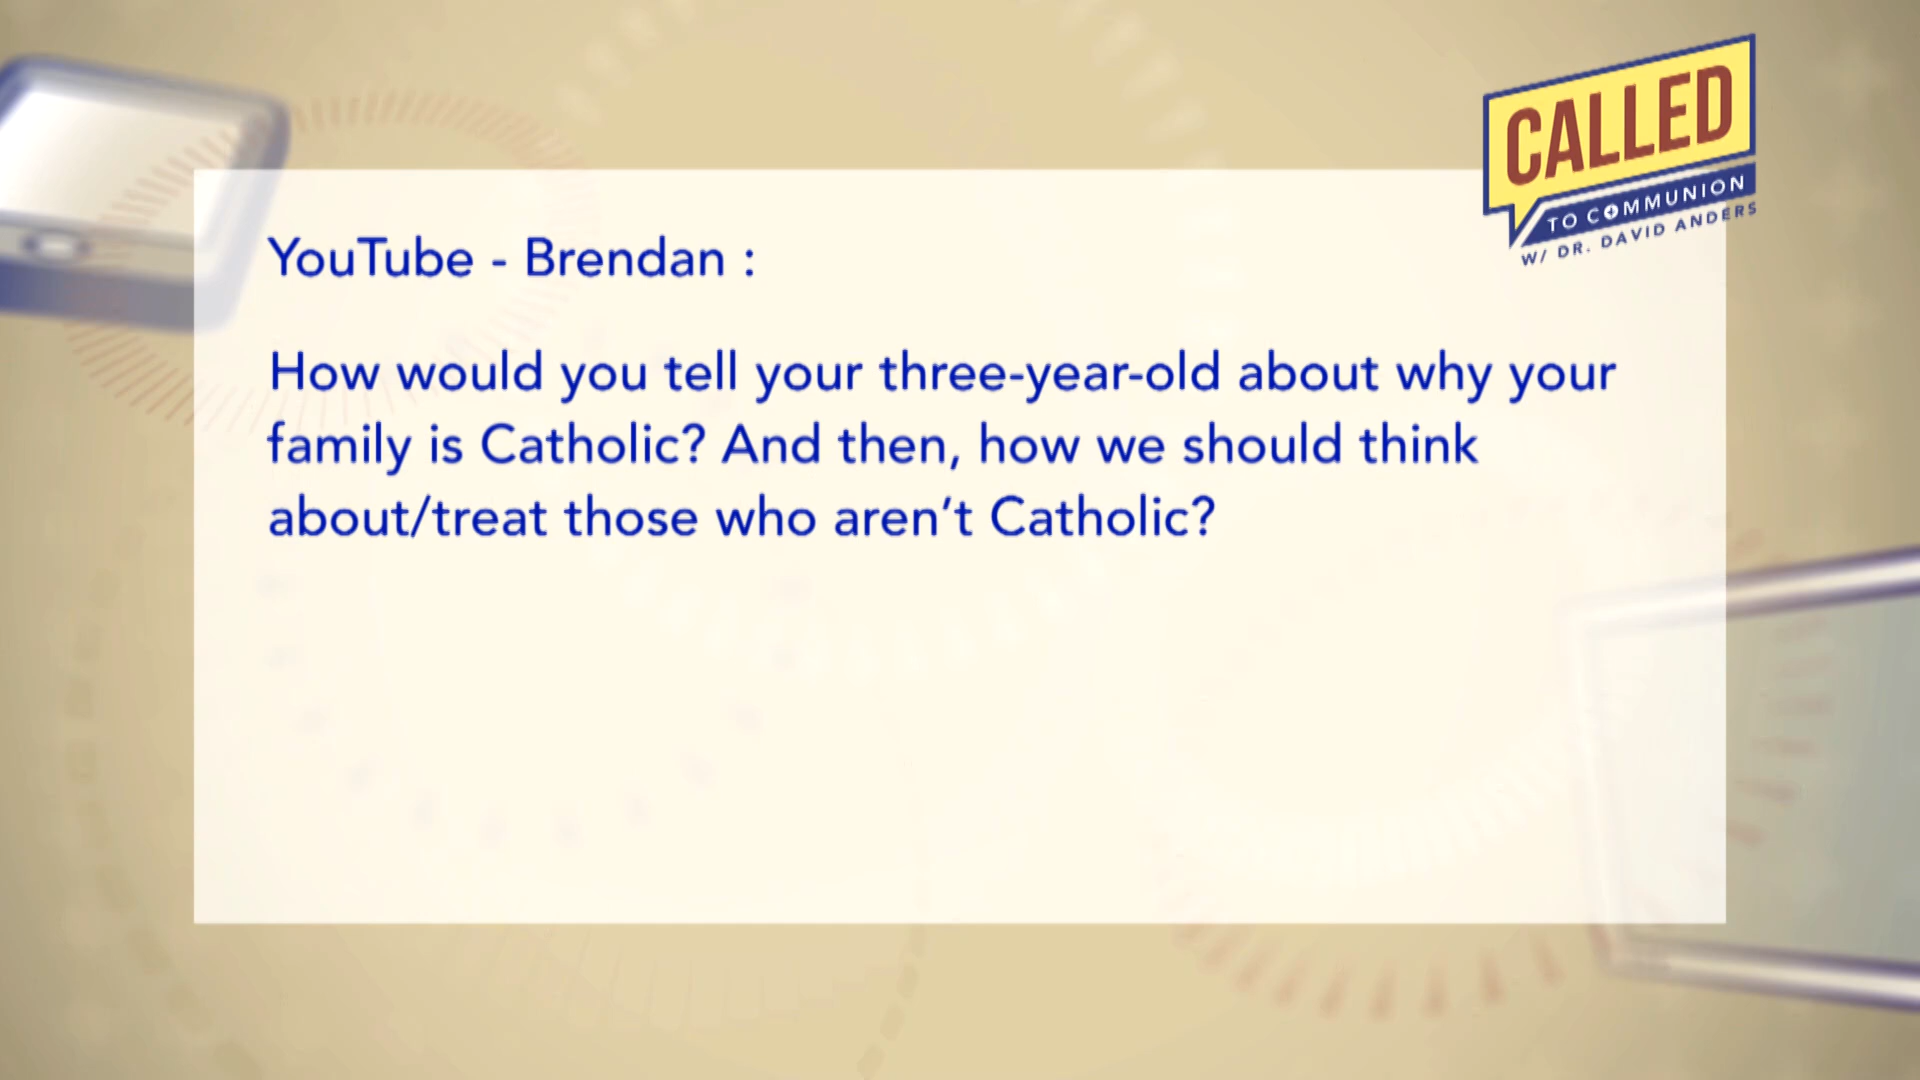 CALLED
TO COMMUNION
W/ DR. DAVID ANDERS
YouTube - Brendan :
How would you tell your three-year-old about why your
family is Catholic? And then, how we should think
about/treat those who aren’t Catholic?